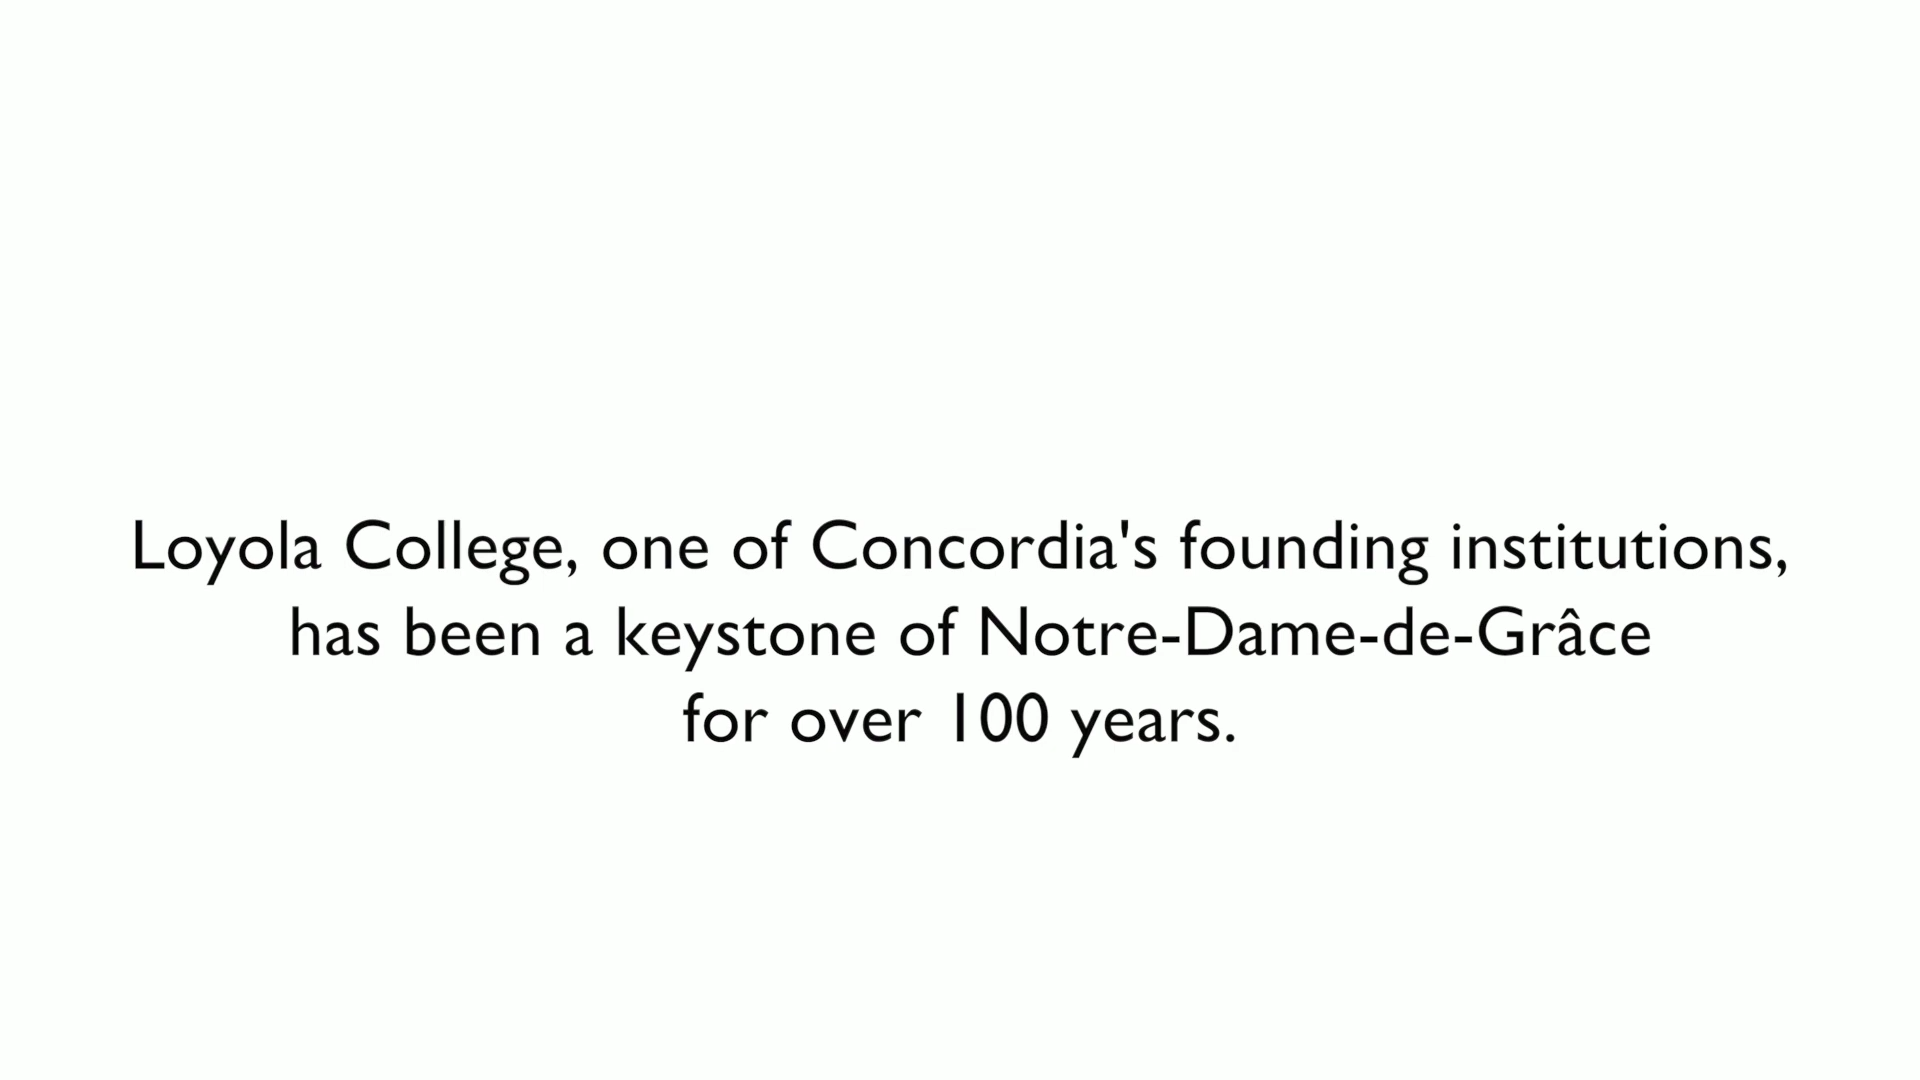 Loyola College, one of Concordia's founding institutions,
has been a keystone of Notre-Dame-de-Grâce
for over 100 years.